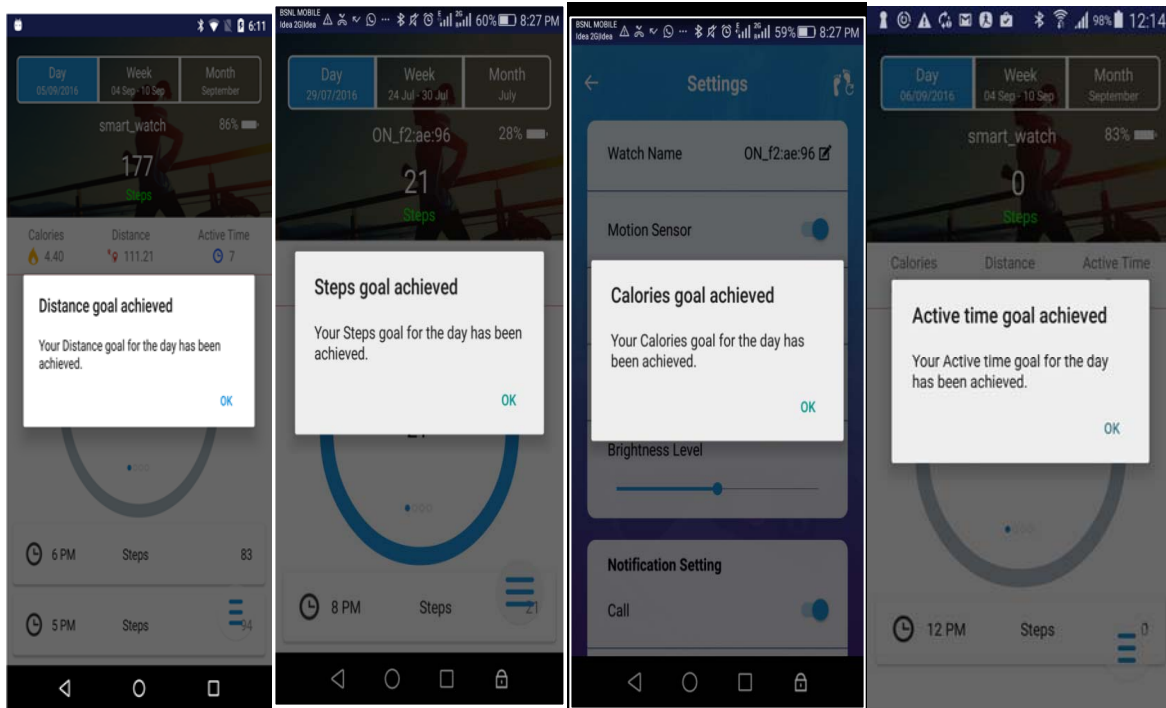 6:11
Day
Week
Month
05/09/2016
04 Sep - 10 Sep
September
smart_watch
86%
177
Steps
Calories
Distance
Active Time
4.40
111.21
7
Distance goal achieved
Your Distance goal for the day has been
achieved.
OK
6 PM
Steps
83
5 PM
Steps
94
BSNL MOBILE
Idea 2G|Idea
60%
8:27 PM
Day
Week
Month
29/07/2016
24 Jul - 30 Jul
July
ON_f2:ae:96
28%
21
Steps
Steps goal achieved
Your Steps goal for the day has been
achieved.
OK
8 PM
Steps
21
BSNL MOBILE
Idea 2G|Idea
59%
8:27 PM
Settings
Watch Name
ON_f2:ae:96
Motion Sensor
Calories goal achieved
Your Calories goal for the day has
been achieved.
OK
Brightness Level
Notification Setting
Call
98%
12:14
Day
Week
Month
06/09/2016
04 Sep - 10 Sep
September
smart_watch
83%
0
Steps
Calories
Distance
Active Time
Active time goal achieved
Your Active time goal for the day
has been achieved.
OK
12 PM
Steps
0